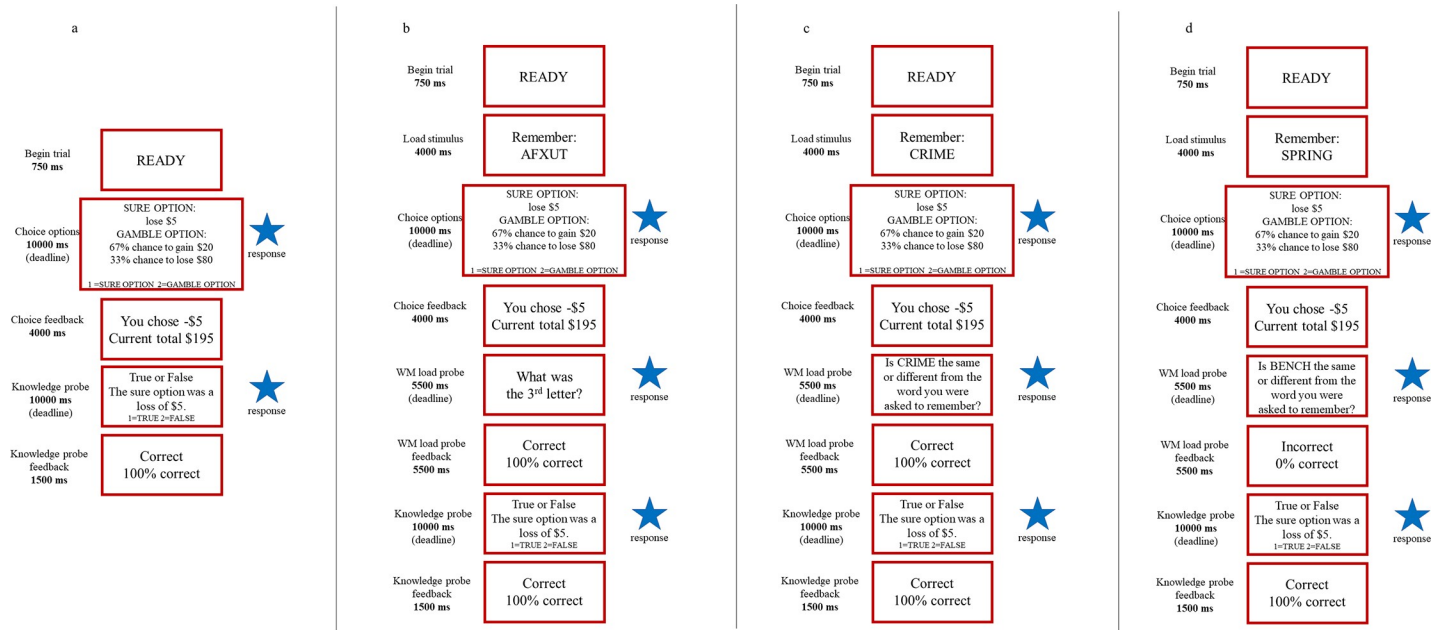 a
Begin trial
750 ms
READY
Choice options
10000 ms
(deadline)
SURE OPTION:
lose $5
GAMBLE OPTION:
67% chance to gain $20
33% chance to lose $80
1 =SURE OPTION 2=GAMBLE OPTION
response
Choice feedback
4000 ms
You chose -$5
Current total $195
Knowledge probe
10000 ms
(deadline)
True or False
The sure option was a
loss of $5.
1=TRUE 2=FALSE
response
Knowledge probe
feedback
1500 ms
Correct
100% correct
b
Begin trial
750 ms
READY
Load stimulus
4000 ms
Remember:
AFXUT
Choice options
10000 ms
(deadline)
SURE OPTION:
lose $5
GAMBLE OPTION:
67% chance to gain $20
33% chance to lose $80
1 =SURE OPTION 2=GAMBLE OPTION
response
Choice feedback
4000 ms
You chose -$5
Current total $195
WM load probe
5500 ms
(deadline)
What was
the 3rd letter?
response
WM load probe
feedback
5500 ms
Correct
100% correct
Knowledge probe
10000 ms
(deadline)
True or False
The sure option was a
loss of $5.
1=TRUE 2=FALSE
response
Knowledge probe
feedback
1500 ms
Correct
100% correct
c
Begin trial
750 ms
READY
Load stimulus
4000 ms
Remember:
CRIME
Choice options
10000 ms
(deadline)
SURE OPTION:
lose $5
GAMBLE OPTION:
67% chance to gain $20
33% chance to lose $80
1 =SURE OPTION 2=GAMBLE OPTION
response
Choice feedback
4000 ms
You chose -$5
Current total $195
WM load probe
5500 ms
(deadline)
Is CRIME the same
or different from the
word you were
asked to remember?
response
WM load probe
feedback
5500 ms
Correct
100% correct
Knowledge probe
10000 ms
(deadline)
True or False
The sure option was a
loss of $5.
1=TRUE 2=FALSE
response
Knowledge probe
feedback
1500 ms
Correct
100% correct
d
Begin trial
750 ms
READY
Load stimulus
4000 ms
Remember:
SPRING
Choice options
10000 ms
(deadline)
SURE OPTION:
lose $5
GAMBLE OPTION:
67% chance to gain $20
33% chance to lose $80
1 =SURE OPTION 2=GAMBLE OPTION
response
Choice feedback
4000 ms
You chose -$5
Current total $195
WM load probe
5500 ms
(deadline)
Is BENCH the same
or different from the
word you were
asked to remember?
response
WM load probe
feedback
5500 ms
Incorrect
0% correct
Knowledge probe
10000 ms
(deadline)
True or False
The sure option was a
loss of $5.
1=TRUE 2=FALSE
response
Knowledge probe
feedback
1500 ms
Correct
100% correct